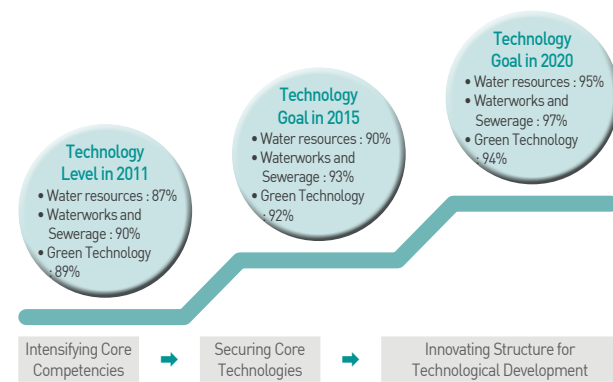 Technology
Level in 2011
• Water resources : 87%
• Waterworks and
Sewerage : 90%
• Green Technology
: 89%
Technology
Goal in 2015
• Water resources : 90%
• Waterworks and
Sewerage : 93%
• Green Technology
: 92%
Technology
Goal in 2020
• Water resources : 95%
• Waterworks and
Sewerage : 97%
• Green Technology
: 94%
Intensifying Core
Competencies
Securing Core
Technologies
Innovating Structure for
Technological Development